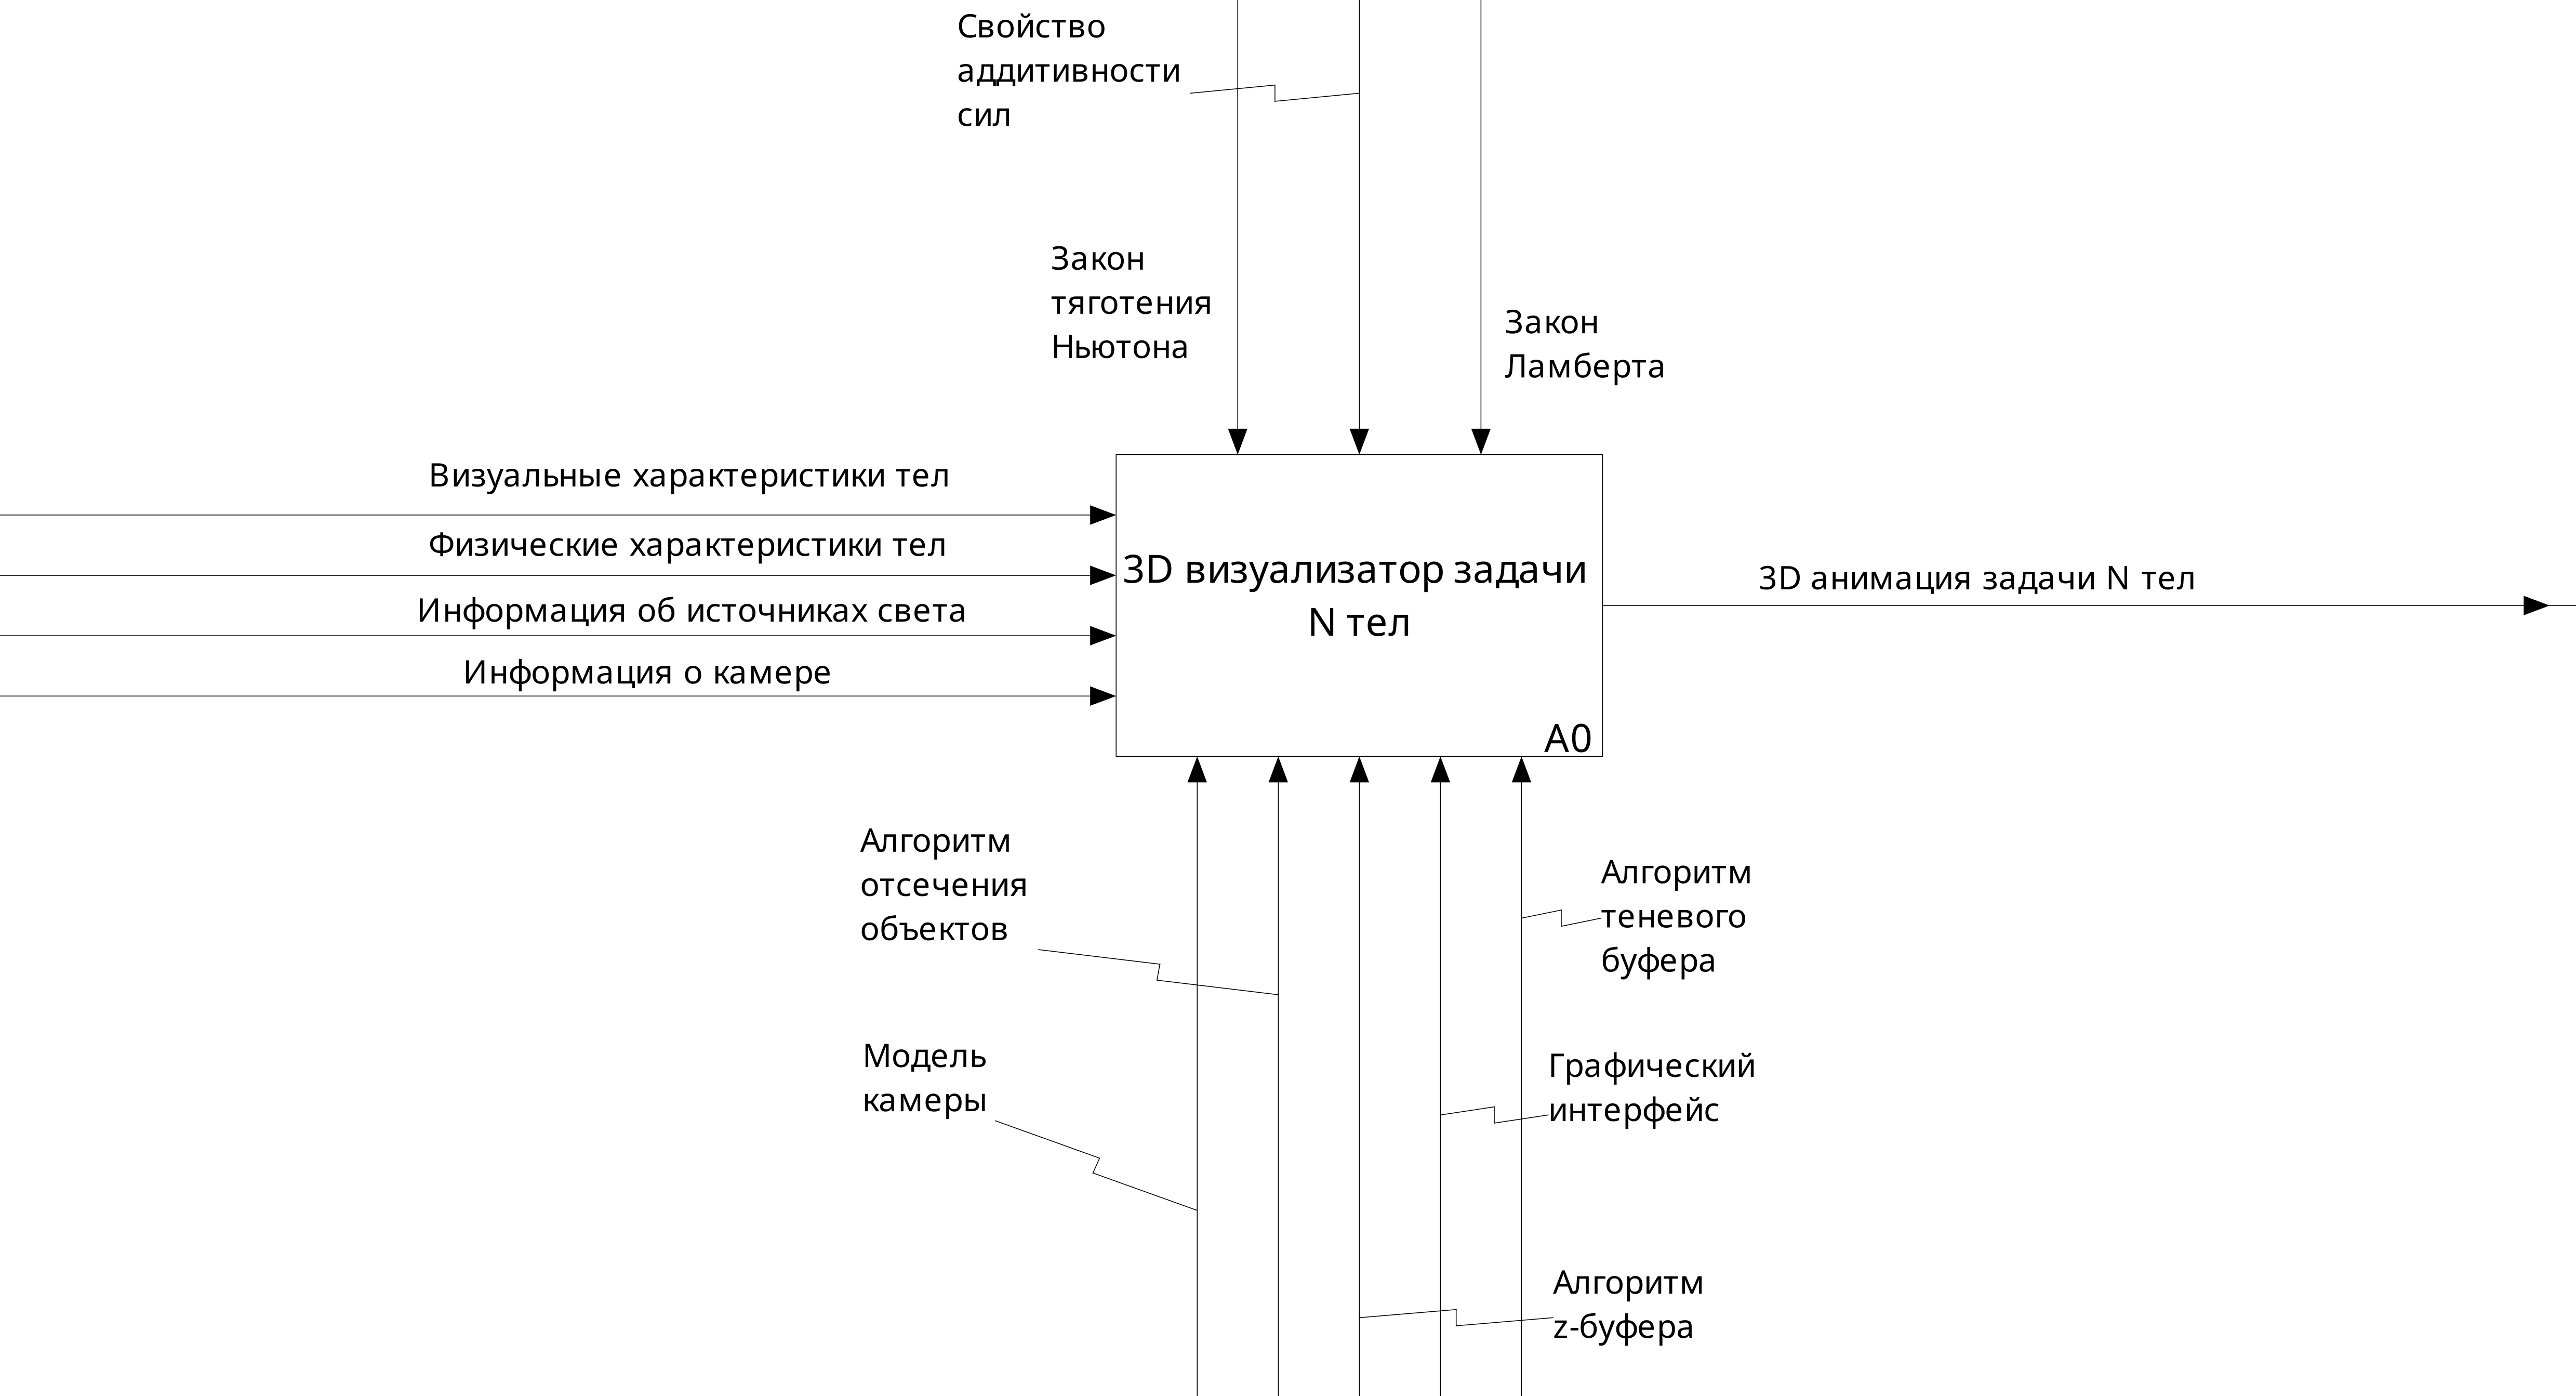 Свойство
аддитивности
сил
Закон
тяготения
Ньютона
Закон
Ламберта
Визуальные характеристики тел
Физические характеристики тел
Информация об источниках света
Информация о камере
3D визуализатор задачи
N тел
A0
3D анимация задачи N тел
Алгоритм
отсечения
объектов
Модель
камеры
Алгоритм
теневого
буфера
Графический
интерфейс
Алгоритм
z-буфера